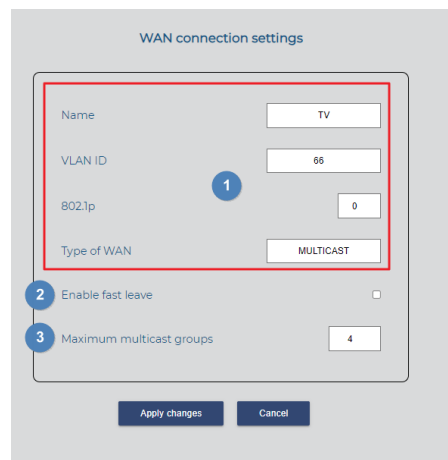 WAN connection settings
Name TV
VLAN ID 66
1
802.1p 0
Type of WAN MULTICAST
2 Enable fast leave
3 Maximum multicast groups 4
Apply changes Cancel